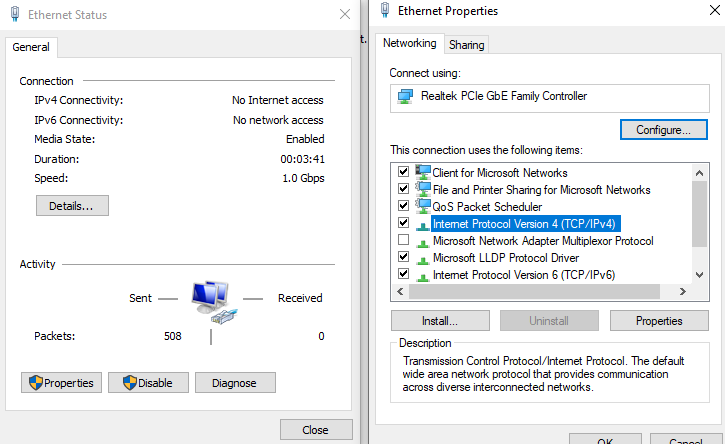 Ethernet Status
General
Connection
IPv4 Connectivity: No Internet access
IPv6 Connectivity: No network access
Media State: Enabled
Duration: 00:03:41
Speed: 1.0 Gbps
Details...
Activity
Sent Received
Packets: 508 0
Properties Disable Diagnose
Close
t.
Ethernet Properties
Networking Sharing
Connect using:
Realtek PCIe GbE Family Controller
Configure...
This connection uses the following items:
Client for Microsoft Networks
File and Printer Sharing for Microsoft Networks
QoS Packet Scheduler
Internet Protocol Version 4 (TCP/IPv4)
Microsoft Network Adapter Multiplexor Protocol
Microsoft LLDP Protocol Driver
Internet Protocol Version 6 (TCP/IPv6)
Install... Uninstall Properties
Description
Transmission Control Protocol/Internet Protocol. The default
wide area network protocol that provides communication
across diverse interconnected networks.
OK Cancel